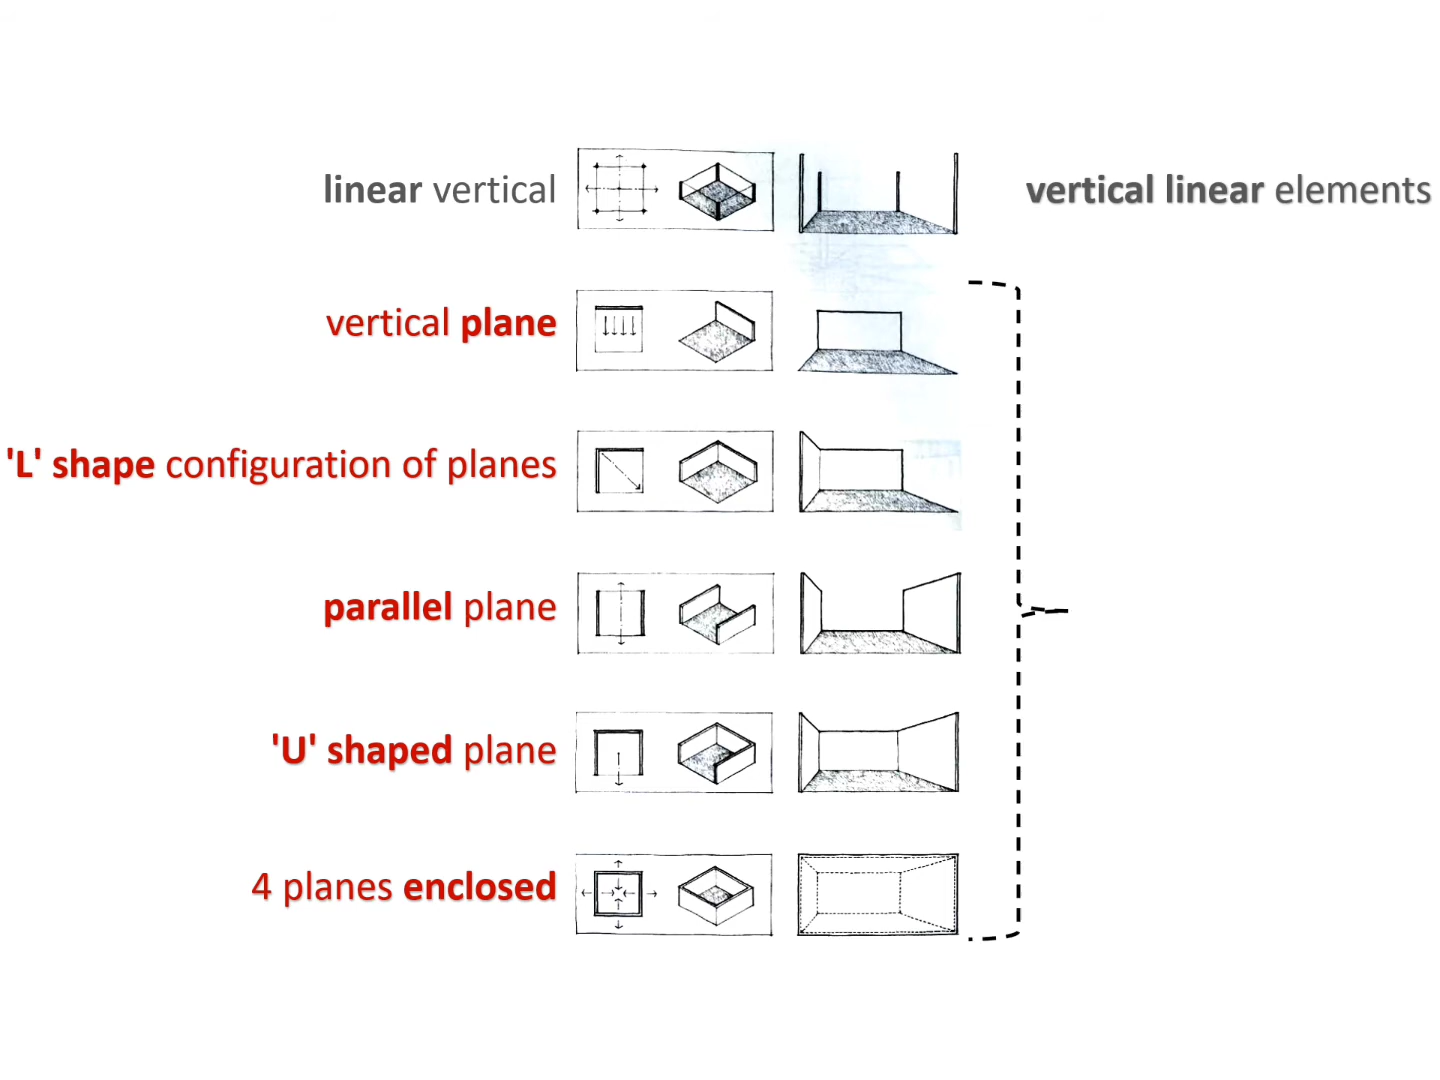 linear vertical
vertical linear elements
vertical plane
'L' shape configuration of planes
parallel plane
'U' shaped plane
4 planes enclosed